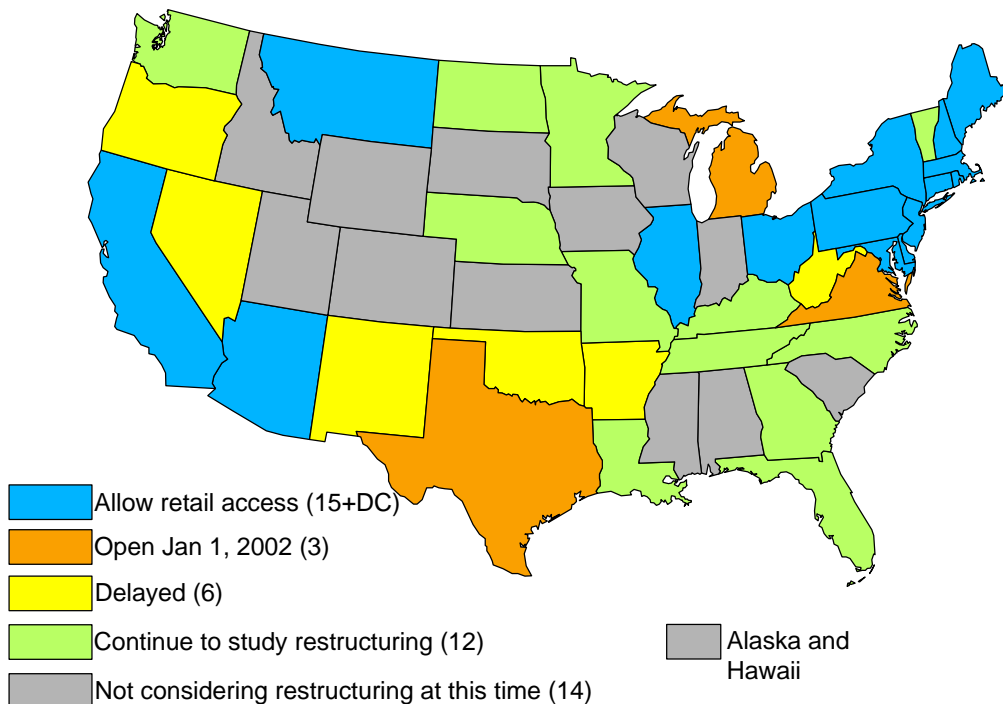 Allow retail access (15+DC)
Open Jan 1, 2002 (3)
Delayed (6)
Continue to study restructuring (12)
Not considering restructuring at this time (14)
Alaska and
Hawaii